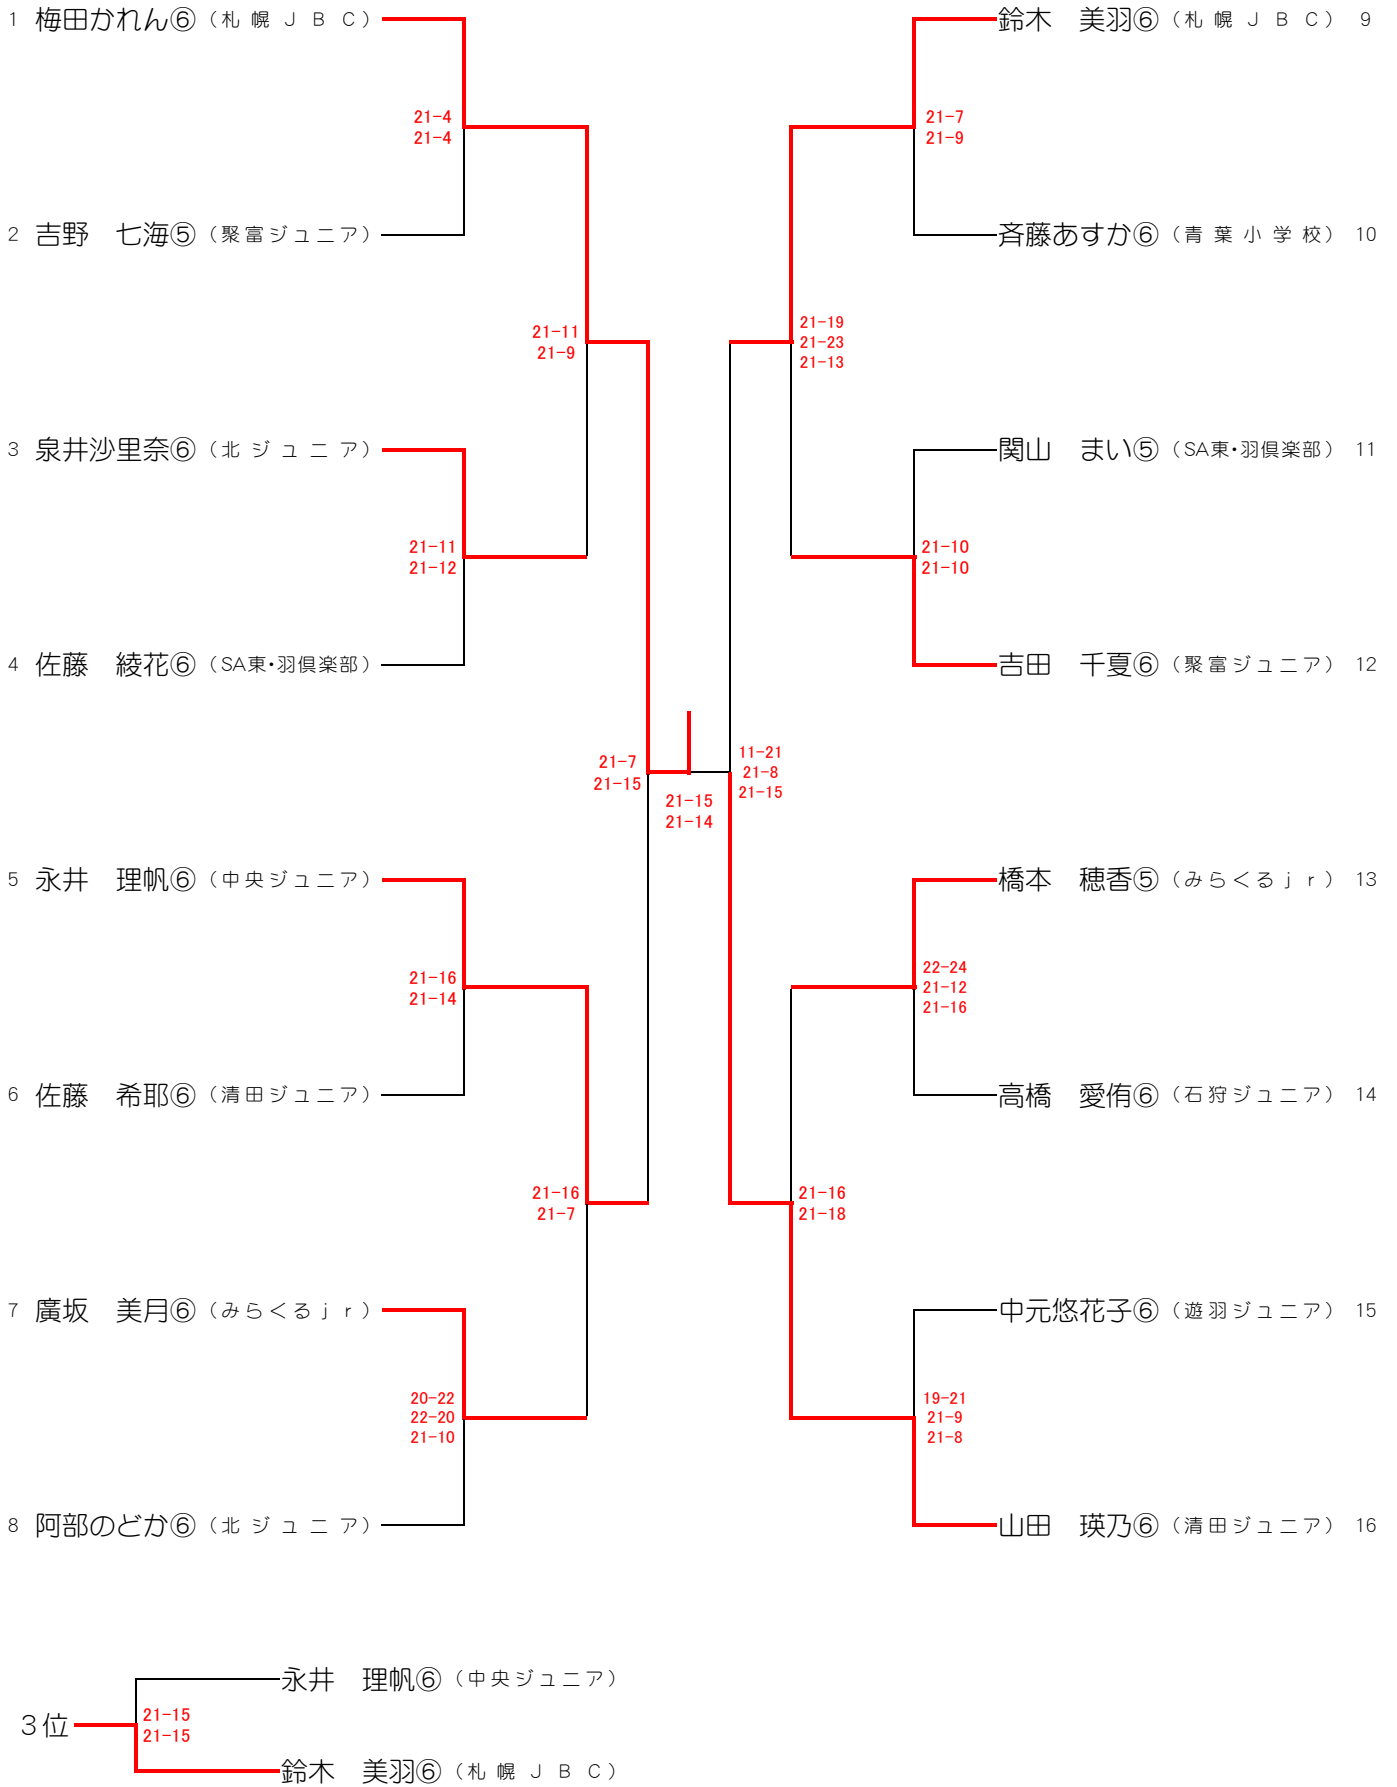 1 梅田かれん⑥（札幌ＪＢＣ）
21-4
21-4
2 吉野　七海⑤（聚富ジュニア）
21-11
21-9
3 泉井沙里奈⑥（北ジュニア）
21-11
21-12
4 佐藤　綾花⑥（SA東・羽倶楽部）
21-7
21-15
5 永井　理帆⑥（中央ジュニア）
21-16
21-14
6 佐藤　希耶⑥（清田ジュニア）
21-16
21-7
7 廣坂　美月⑥（みらくるｊｒ）
20-22
22-20
21-10
8 阿部のどか⑥（北ジュニア）
21-15
21-14
鈴木　美羽⑥（札幌ＪＢＣ） 9
21-7
21-9
斉藤あすか⑥（青葉小学校） 10
21-19
21-23
21-13
関山　まい⑤（SA東・羽倶楽部） 11
21-10
21-10
吉田　千夏⑥（聚富ジュニア） 12
11-21
21-8
21-15
橋本　穂香⑤（みらくるｊｒ） 13
22-24
21-12
21-16
高橋　愛侑⑥（石狩ジュニア） 14
21-16
21-18
中元悠花子⑥（遊羽ジュニア） 15
19-21
21-9
21-8
山田　瑛乃⑥（清田ジュニア） 16
永井　理帆⑥（中央ジュニア）
３位
21-15
21-15
鈴木　美羽⑥（札幌ＪＢＣ）